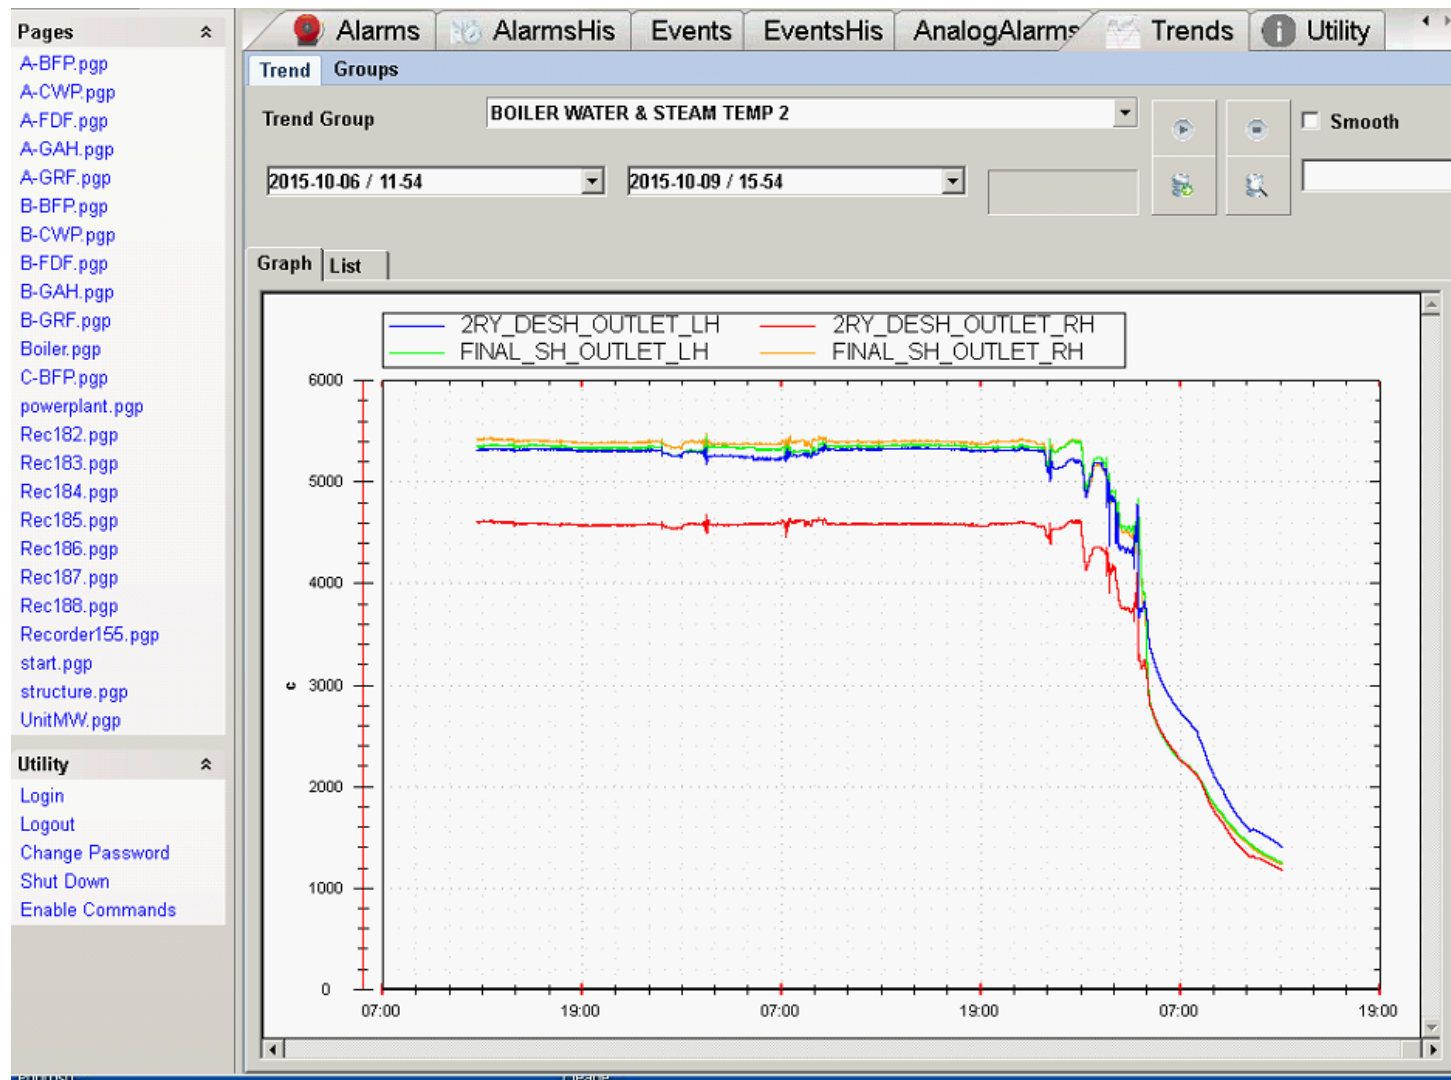 Pages
A-BFP.pgp
A-CWP.pgp
A-FDF.pgp
A-GAH.pgp
A-GRF.pgp
B-BFP.pgp
B-CWP.pgp
B-FDF.pgp
B-GAH.pgp
B-GRF.pgp
Boiler.pgp
C-BFP.pgp
powerplant.pgp
Rec182.pgp
Rec183.pgp
Rec184.pgp
Rec185.pgp
Rec186.pgp
Rec187.pgp
Rec188.pgp
Recorder155.pgp
start.pgp
structure.pgp
UnitMW.pgp
Utility
Login
Logout
Change Password
Shut Down
Enable Commands
Alarms AlarmsHis Events EventsHis AnalogAlarms Trends Utility
Trend Groups
Trend Group BOILER WATER & STEAM TEMP 2 Smooth
2015-10-06 / 11-54 2015-10-09 / 15-54
Graph List
2RY_DESH_OUTLET_LH 2RY_DESH_OUTLET_RH
FINAL_SH_OUTLET_LH FINAL_SH_OUTLET_RH
6000
5000
4000
c 3000
2000
1000
0
07:00 19:00 07:00 19:00 07:00 19:00